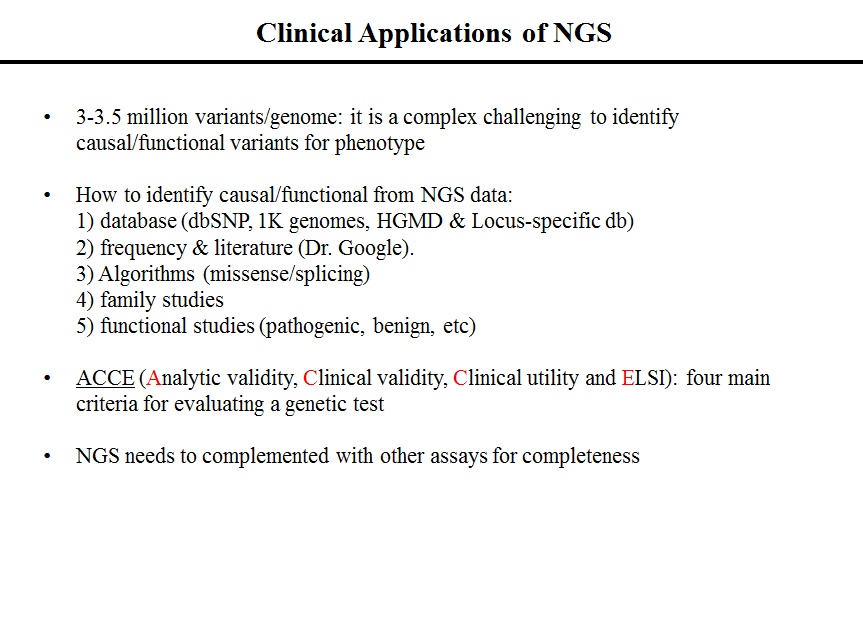 Clinical Applications of NGS
• 3-3.5 million variants/genome: it is a complex challenging to identify
causal/functional variants for phenotype
• How to identify causal/functional from NGS data:
1) database (dbSNP, 1K genomes, HGMD & Locus-specific db)
2) frequency & literature (Dr. Google).
3) Algorithms (missense/splicing)
4) family studies
5) functional studies (pathogenic, benign, etc)
• ACCE (Analytic validity, Clinical validity, Clinical utility and ELSI): four main
criteria for evaluating a genetic test
• NGS needs to complemented with other assays for completeness